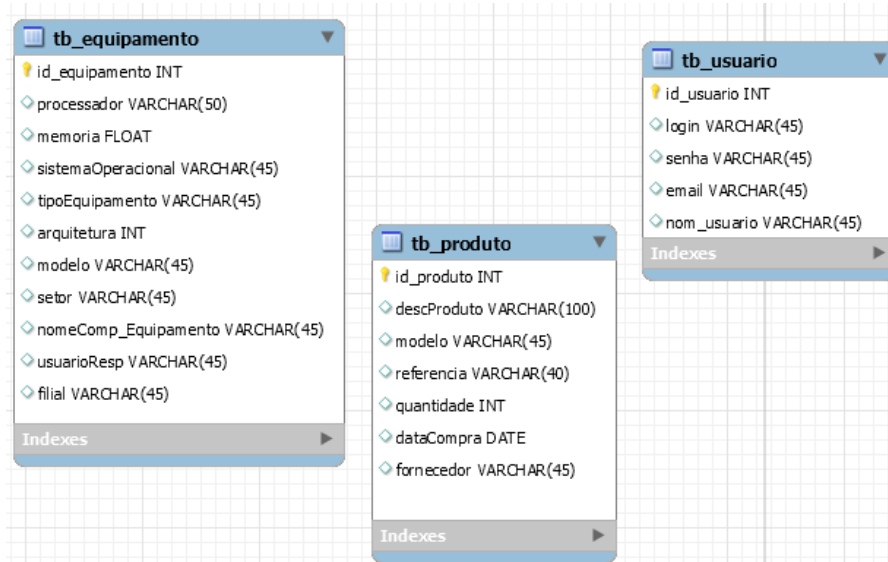 tb_equipamento
id_equipamento INT
processador VARCHAR(50)
memoria FLOAT
sistemaOperacional VARCHAR(45)
tipoEquipamento VARCHAR(45)
arquitetura INT
modelo VARCHAR(45)
setor VARCHAR(45)
nomeComp_Equipamento VARCHAR(45)
usuarioResp VARCHAR(45)
filial VARCHAR(45)
Indexes
tb_produto
id_produto INT
descProduto VARCHAR(100)
modelo VARCHAR(45)
referencia VARCHAR(40)
quantidade INT
dataCompra DATE
fornecedor VARCHAR(45)
Indexes
tb_usuario
id_usuario INT
login VARCHAR(45)
senha VARCHAR(45)
email VARCHAR(45)
nom_usuario VARCHAR(45)
Indexes